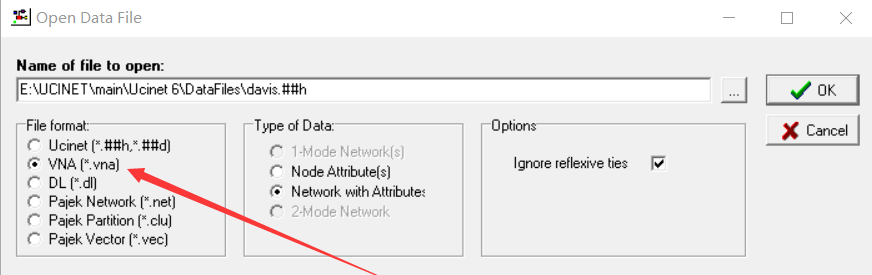 Open Data File
Name of file to open:
E:\UCINET\main\Ucinet 6\DataFiles\davis.##h
...
OK
Cancel
File format:
Ucinet (*.##h,*.##d)
VNA (*.vna)
DL (*.dl)
Pajek Network (*.net)
Pajek Partition (*.clu)
Pajek Vector (*.vec)
Type of Data:
1-Mode Network(s)
Node Attribute(s)
Network with Attributes
2-Mode Network
Options
Ignore reflexive ties